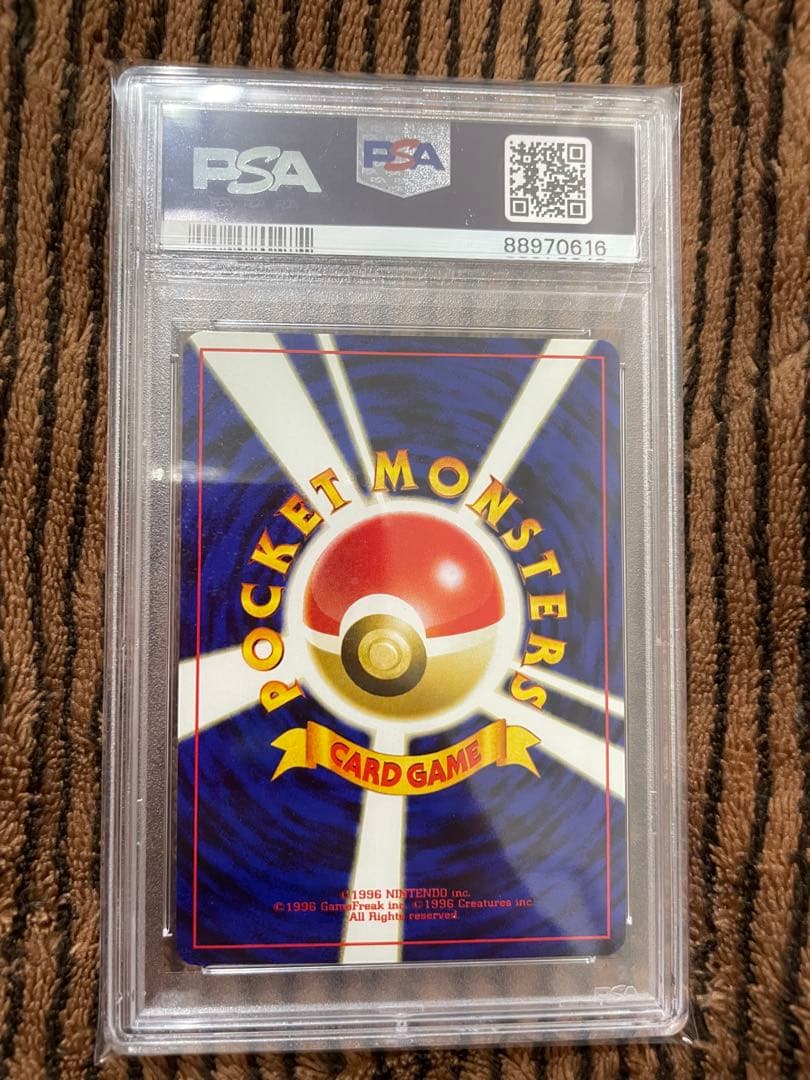 PSA
PSA
88970616
POCKET MONSTERS
CARD GAME
©1996 NINTENDO inc.
©1996 GameFreak inc. ©1996 Creatures inc.
All Rights reserved.
PSA